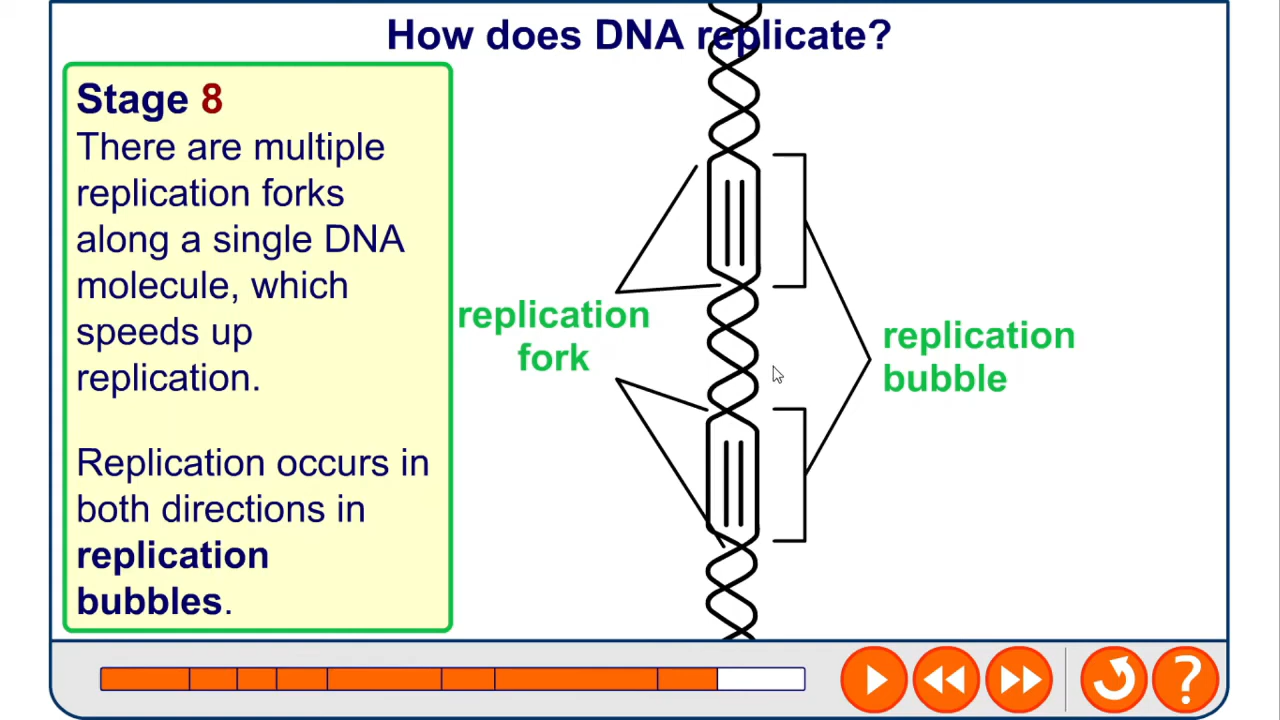 How does DNA replicate?
Stage 8
There are multiple
replication forks
along a single DNA
molecule, which
speeds up
replication.
Replication occurs in
both directions in
replication
bubbles.
replication
fork
replication
bubble
?